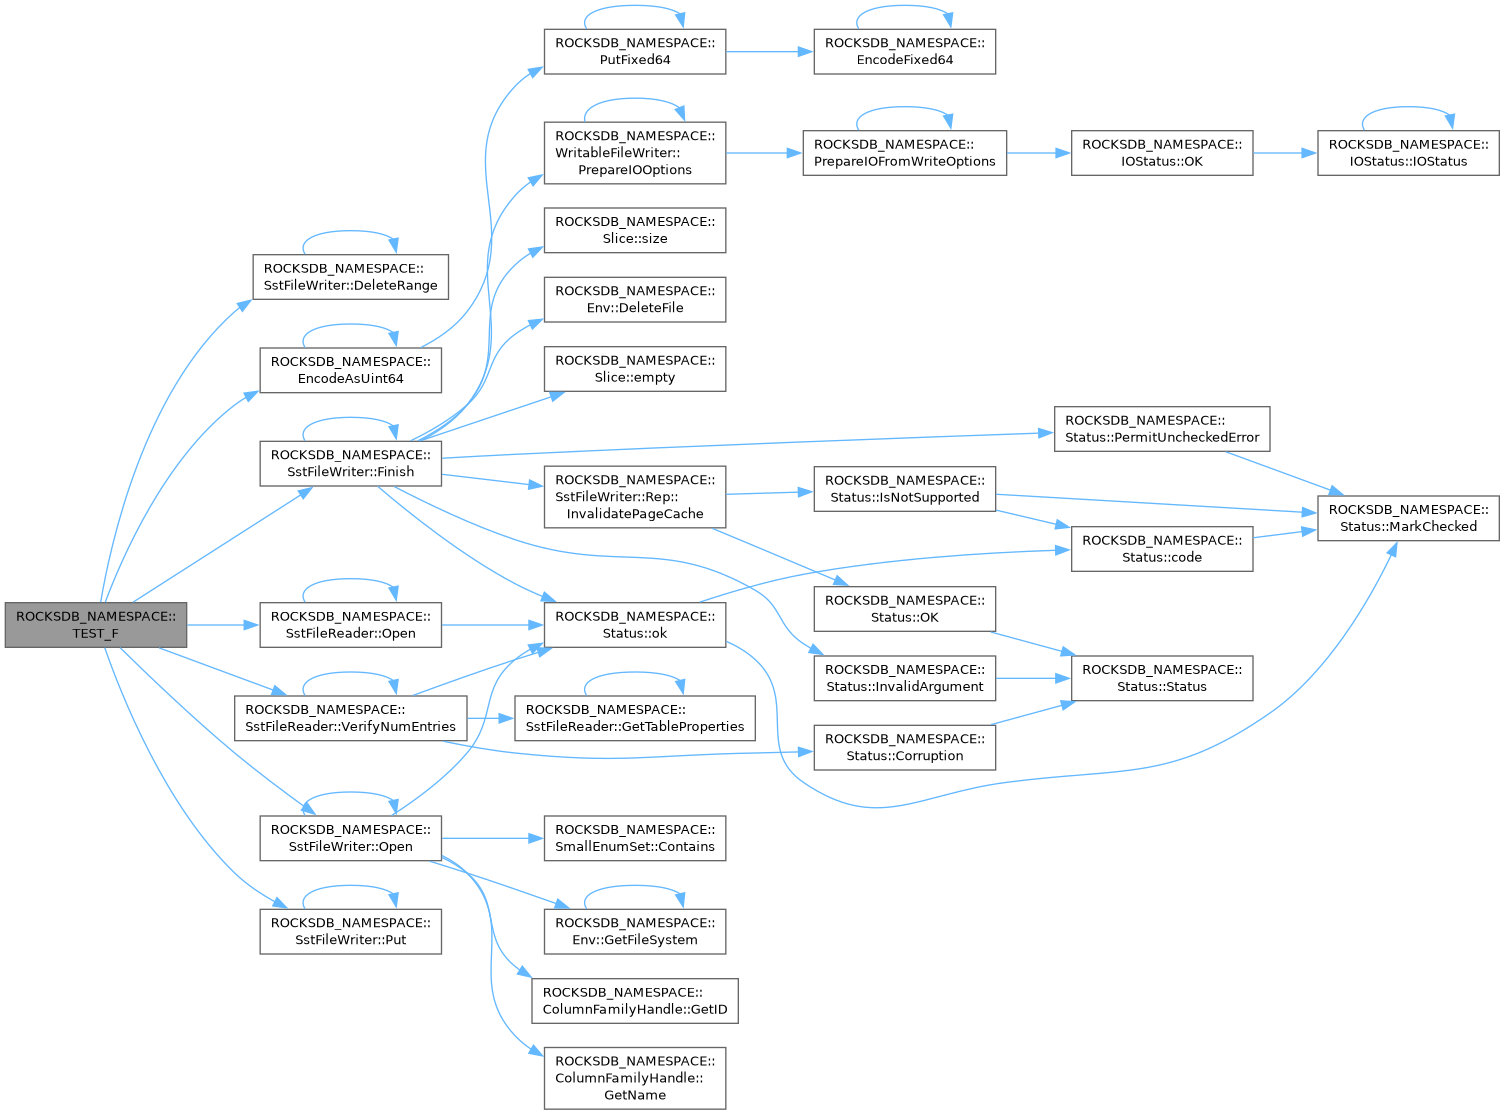 ROCKSDB_NAMESPACE::
TEST_F
ROCKSDB_NAMESPACE::
SstFileWriter::DeleteRange
ROCKSDB_NAMESPACE::
EncodeAsUint64
ROCKSDB_NAMESPACE::
SstFileWriter::Finish
ROCKSDB_NAMESPACE::
SstFileReader::Open
ROCKSDB_NAMESPACE::
SstFileReader::VerifyNumEntries
ROCKSDB_NAMESPACE::
SstFileWriter::Open
ROCKSDB_NAMESPACE::
SstFileWriter::Put
ROCKSDB_NAMESPACE::
PutFixed64
ROCKSDB_NAMESPACE::
WritableFileWriter::
PrepareIOOptions
ROCKSDB_NAMESPACE::
Slice::size
ROCKSDB_NAMESPACE::
Env::DeleteFile
ROCKSDB_NAMESPACE::
Slice::empty
ROCKSDB_NAMESPACE::
SstFileWriter::Rep::
InvalidatePageCache
ROCKSDB_NAMESPACE::
Status::ok
ROCKSDB_NAMESPACE::
SstFileReader::GetTableProperties
ROCKSDB_NAMESPACE::
SmallEnumSet::Contains
ROCKSDB_NAMESPACE::
Env::GetFileSystem
ROCKSDB_NAMESPACE::
ColumnFamilyHandle::GetID
ROCKSDB_NAMESPACE::
ColumnFamilyHandle::
GetName
ROCKSDB_NAMESPACE::
EncodeFixed64
ROCKSDB_NAMESPACE::
PrepareIOFromWriteOptions
ROCKSDB_NAMESPACE::
Status::IsNotSupported
ROCKSDB_NAMESPACE::
Status::OK
ROCKSDB_NAMESPACE::
Status::InvalidArgument
ROCKSDB_NAMESPACE::
Status::Corruption
ROCKSDB_NAMESPACE::
IOStatus::OK
ROCKSDB_NAMESPACE::
Status::PermitUncheckedError
ROCKSDB_NAMESPACE::
Status::code
ROCKSDB_NAMESPACE::
Status::Status
ROCKSDB_NAMESPACE::
IOStatus::IOStatus
ROCKSDB_NAMESPACE::
Status::MarkChecked